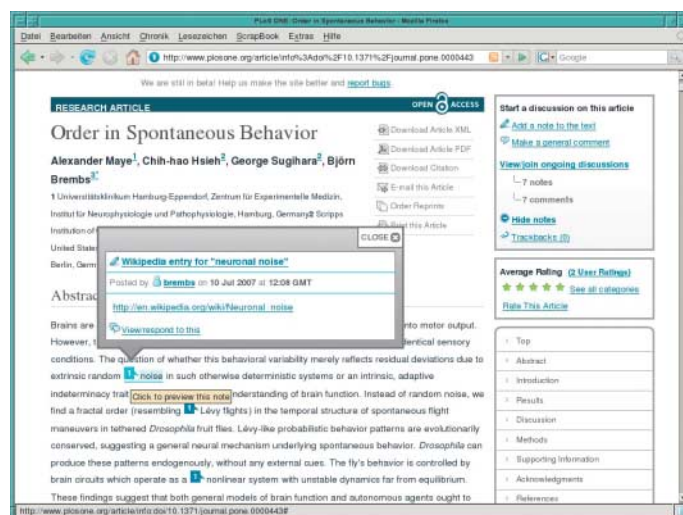 PLoS ONE: Order in Spontaneous Behavior - Mozilla Firefox
Datei Bearbeiten Ansicht Chronik Lesezeichen ScrapBook Extras Hilfe
http://www.plosone.org/article/info%3Adoi%2F10.1371%2Fjournal.pone.0000443
Google
We are still in beta! Help us make the site better and report bugs.
RESEARCH ARTICLE
OPEN ACCESS
Order in Spontaneous Behavior
Alexander Maye1, Chih-hao Hsieh2, George Sugihara2, Björn
Brembs3*
1 Universitätsklinikum Hamburg-Eppendorf, Zentrum für Experimentelle Medizin,
Institut für Neurophysiologie und Pathophysiologie, Hamburg, Germany2 Scripps
Institution of
United States
Berlin, Germ
Download Article XML
Download Article PDF
Download Citation
E-mail this Article
Order Reprints
Print this Article
CLOSE
Wikipedia entry for "neuronal noise"
Posted by brembs on 10 Jul 2007 at 12:08 GMT
http://en.wikipedia.org/wiki/Neuronal_noise
View/respond to this
Abstrac
Brains are nto motor output.
However, t dentical sensory
conditions. The question of whether this behavioral variability merely reflects residual deviations due to
extrinsic random 1 noise in such otherwise deterministic systems or an intrinsic, adaptive
indeterminacy trait Click to preview this note nderstanding of brain function. Instead of random noise, we
find a fractal order (resembling 1 Lévy flights) in the temporal structure of spontaneous flight
maneuvers in tethered Drosophila fruit flies. Lévy-like probabilistic behavior patterns are evolutionarily
conserved, suggesting a general neural mechanism underlying spontaneous behavior. Drosophila can
produce these patterns endogenously, without any external cues. The fly's behavior is controlled by
brain circuits which operate as a 1 nonlinear system with unstable dynamics far from equilibrium.
These findings suggest that both general models of brain function and autonomous agents ought to
Start a discussion on this article
Add a note to the text
Make a general comment
View/join ongoing discussions
7 notes
7 comments
Hide notes
Trackbacks (0)
Average Rating (2 User Ratings)
See all categories
Rate This Article
Top
Abstract
Introduction
Results
Discussion
Methods
Supporting Information
Acknowledgments
References
http://www.plosone.org/article/info:doi/10.1371/journal.pone.0000443#